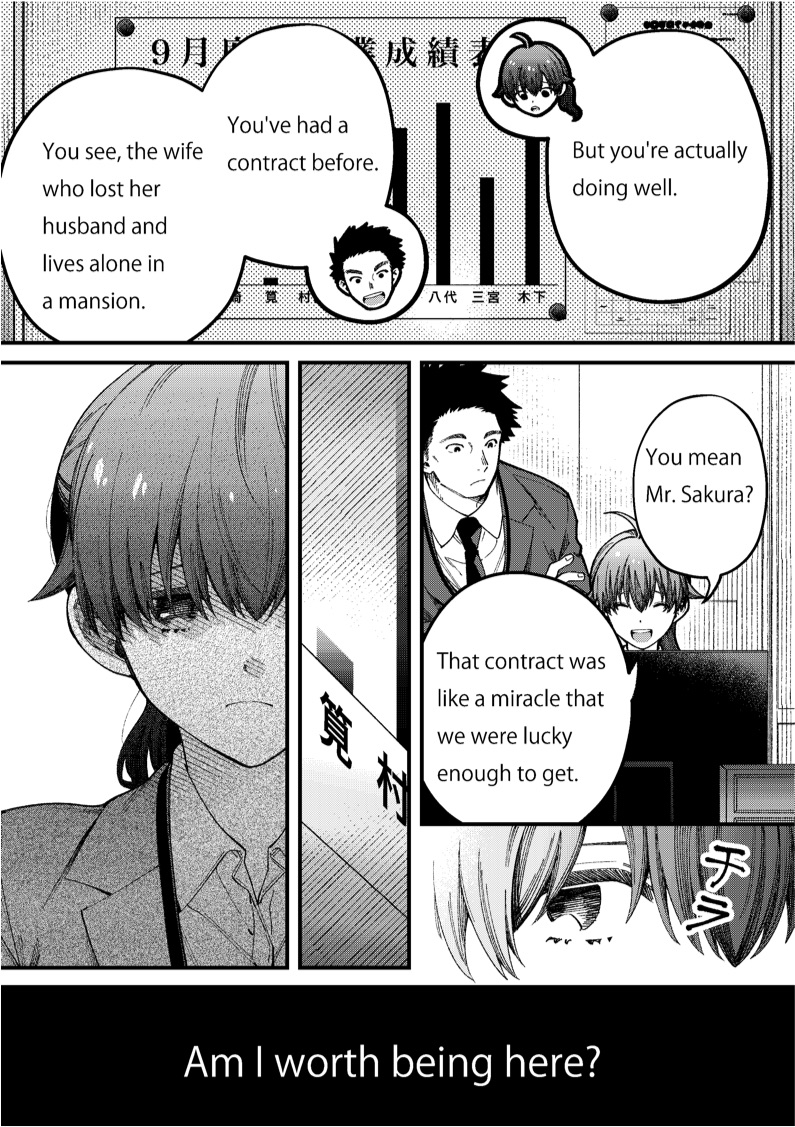 9月
業成績表
But you're actually
doing well.
You've had a
contract before.
You see, the wife
who lost her
husband and
lives alone in
a mansion.
筧 村
八代 三宮 木下
You mean
Mr. Sakura?
That contract was
like a miracle that
we were lucky
enough to get.
チラ
筧
村
Am I worth being here?